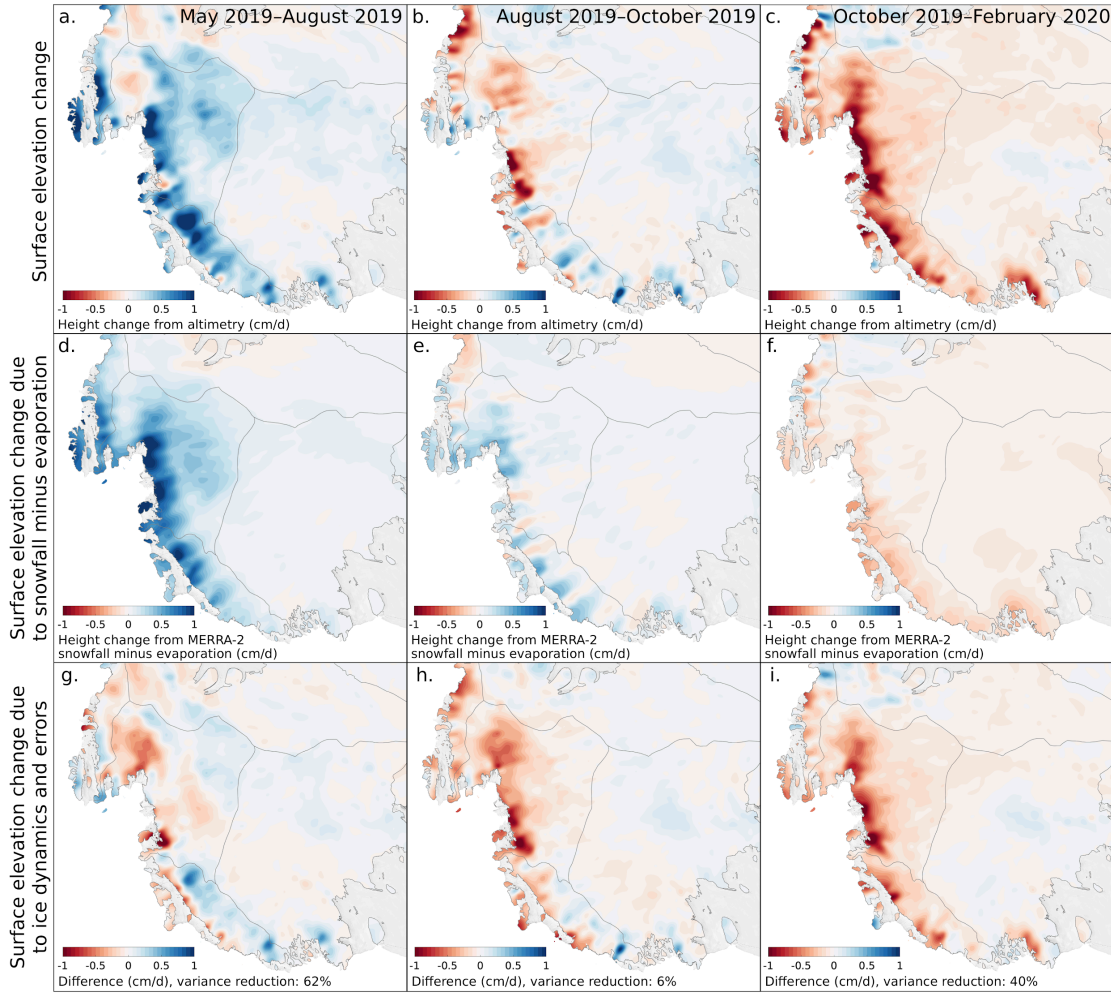 a. May 2019–August 2019
b. August 2019–October 2019
c. October 2019–February 2020
Surface elevation change
-1 -0.5 0 0.5 1
Height change from altimetry (cm/d)
-1 -0.5 0 0.5 1
Height change from altimetry (cm/d)
-1 -0.5 0 0.5 1
Height change from altimetry (cm/d)
Surface elevation change due
to snowfall minus evaporation
d.
-1 -0.5 0 0.5 1
Height change from MERRA-2
snowfall minus evaporation (cm/d)
e.
-1 -0.5 0 0.5 1
Height change from MERRA-2
snowfall minus evaporation (cm/d)
f.
-1 -0.5 0 0.5 1
Height change from MERRA-2
snowfall minus evaporation (cm/d)
Surface elevation change due
to ice dynamics and errors
g.
-1 -0.5 0 0.5 1
Difference (cm/d), variance reduction: 62%
h.
-1 -0.5 0 0.5 1
Difference (cm/d), variance reduction: 6%
i.
-1 -0.5 0 0.5 1
Difference (cm/d), variance reduction: 40%